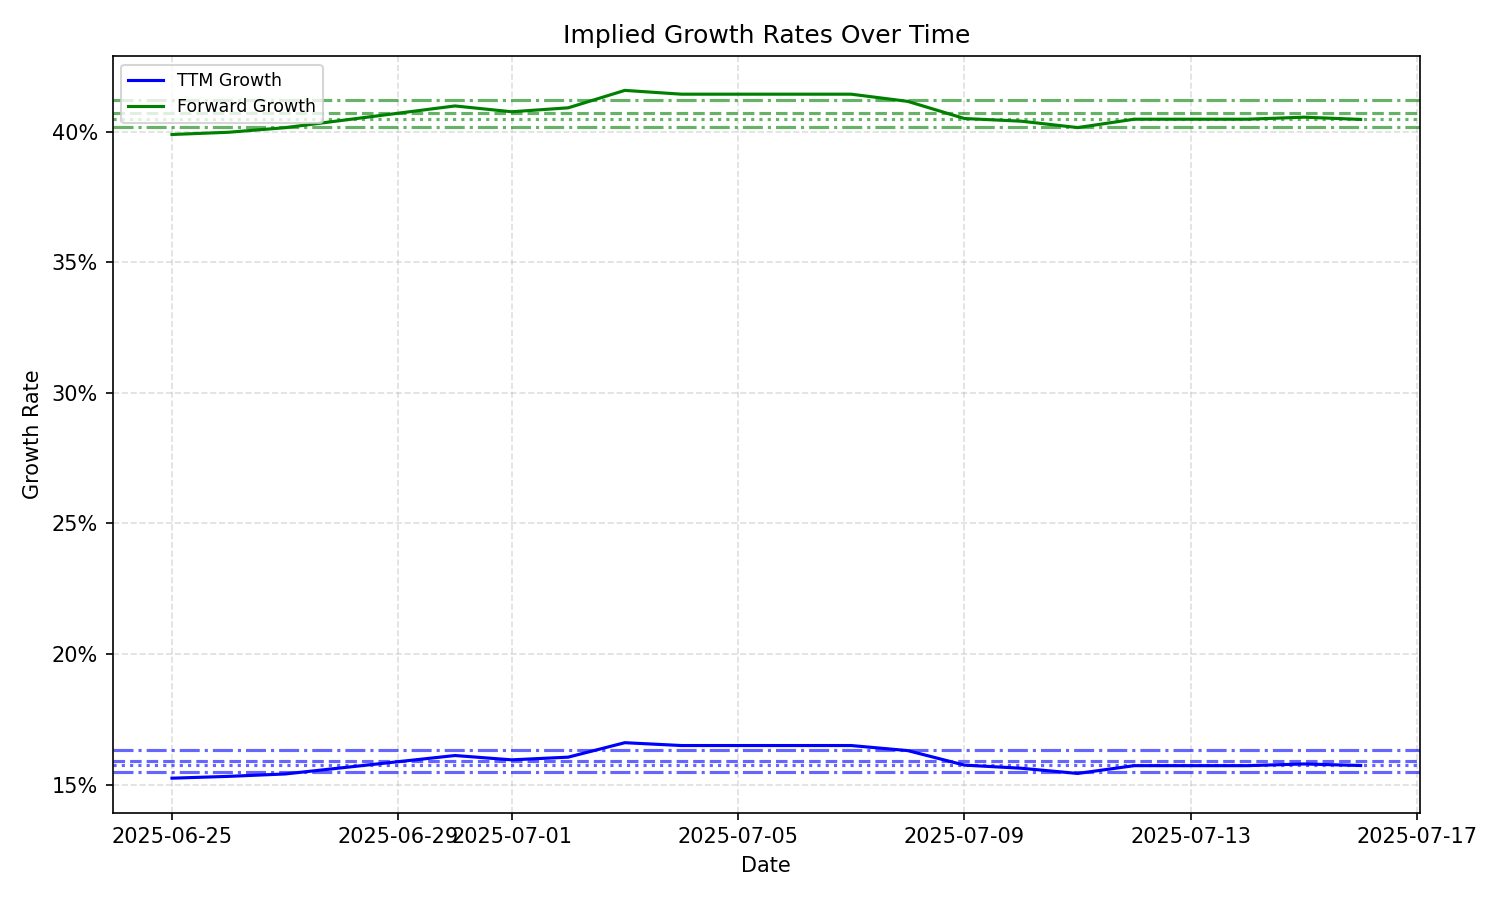 Implied Growth Rates Over Time
TTM Growth
Forward Growth
40%
35%
30%
25%
20%
15%
Growth Rate
2025-06-25
2025-06-29
2025-07-01
2025-07-05
2025-07-09
2025-07-13
2025-07-17
Date